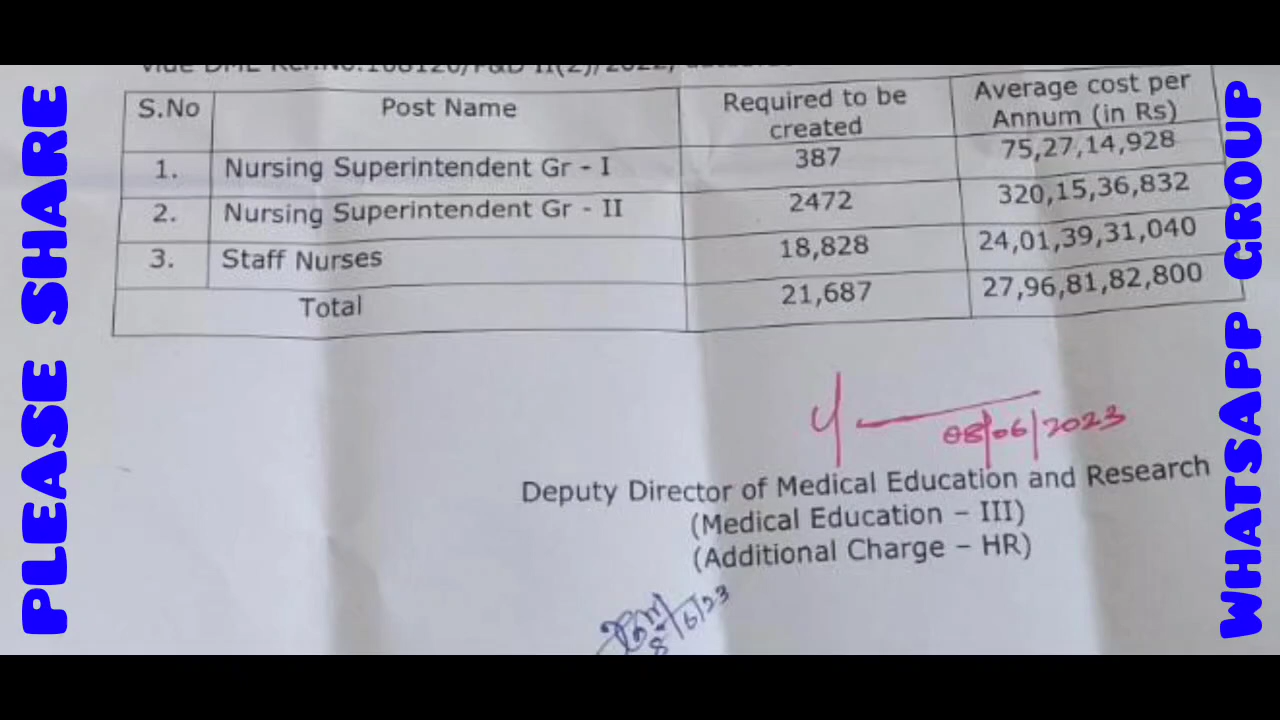 PLEASE SHARE
S.No Post Name Required to be created Average cost per Annum (in Rs)
1. Nursing Superintendent Gr - I 387 75,27,14,928
2. Nursing Superintendent Gr - II 2472 320,15,36,832
3. Staff Nurses 18,828 24,01,39,31,040
Total 21,687 27,96,81,82,800
08/06/2023
Deputy Director of Medical Education and Research
(Medical Education – III)
(Additional Charge – HR)
8/6/23
WHATSAPP GROUP